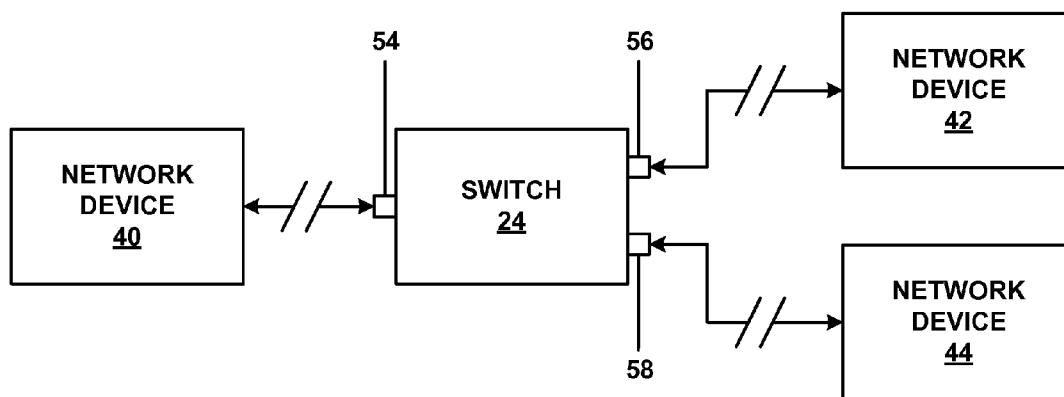 54
56
NETWORK
DEVICE
42
NETWORK
DEVICE
40
SWITCH
24
NETWORK
DEVICE
44
58